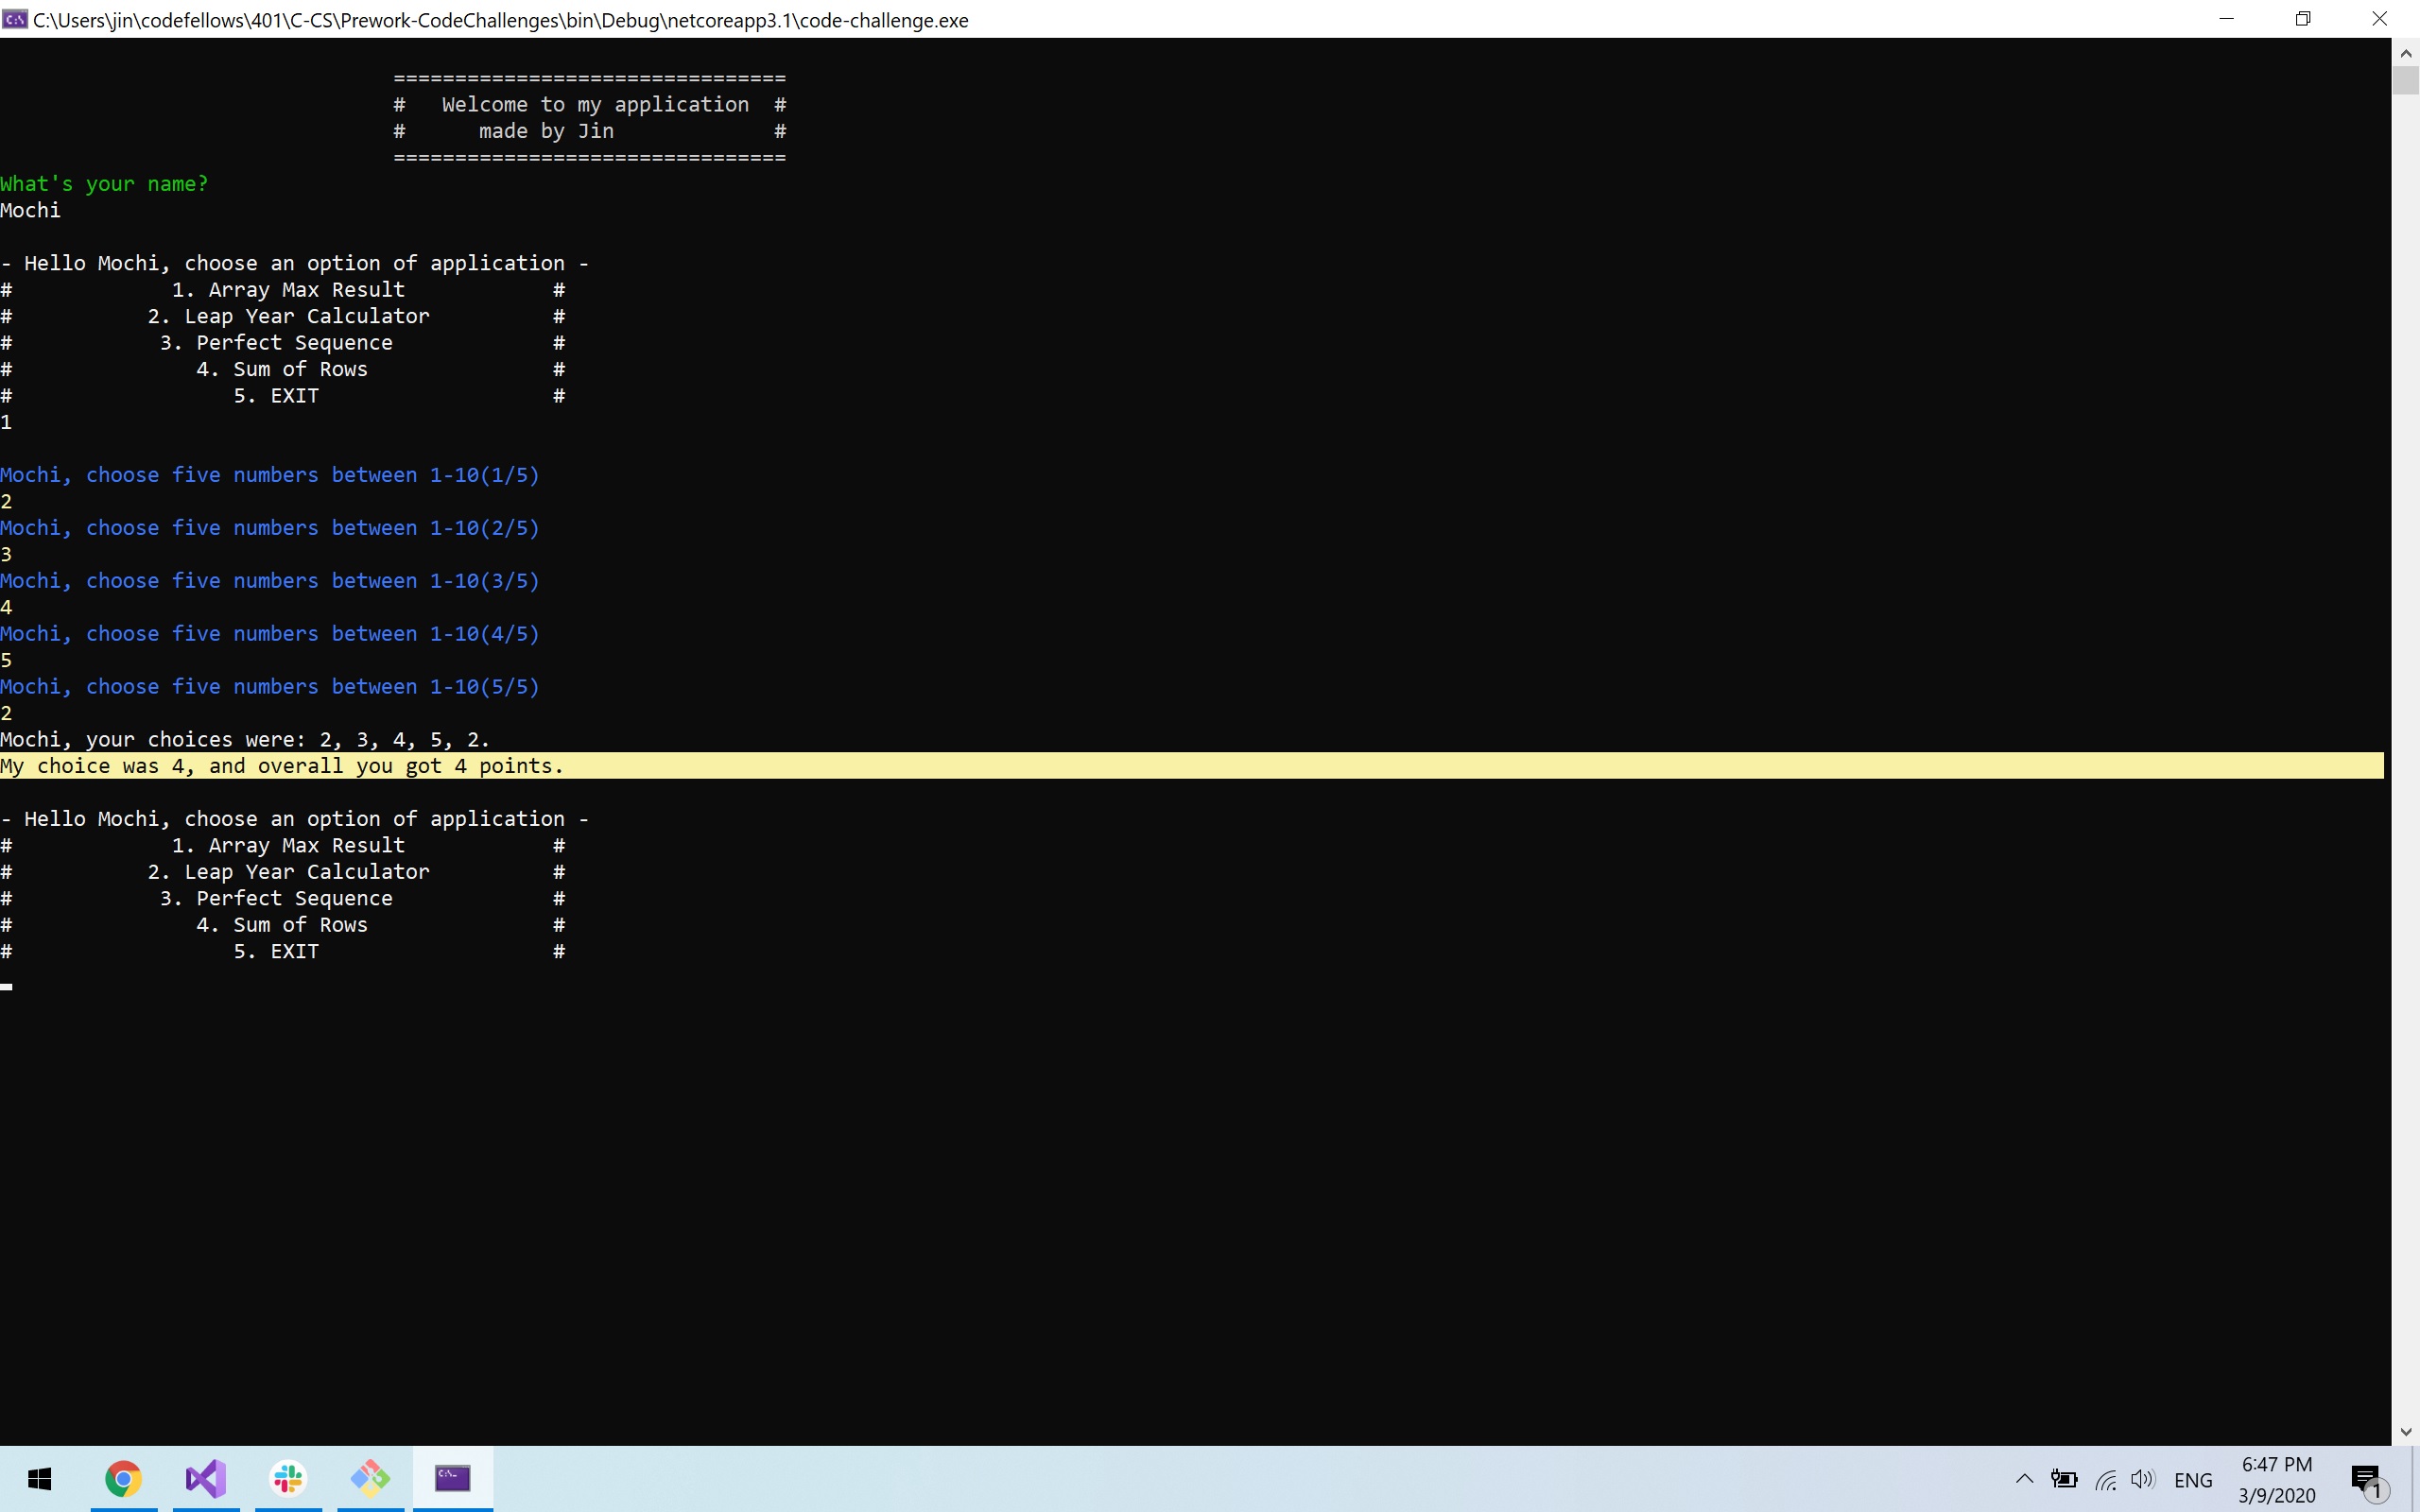 C:\Users\jin\codefellows\401\C-CS\Prework-CodeChallenges\bin\Debug\netcoreapp3.1\code-challenge.exe
================================
#   Welcome to my application  #
#      made by Jin             #
================================
What's your name?
Mochi
- Hello Mochi, choose an option of application -
#             1. Array Max Result            #
#           2. Leap Year Calculator          #
#            3. Perfect Sequence             #
#               4. Sum of Rows               #
#                  5. EXIT                   #
1
Mochi, choose five numbers between 1-10(1/5)
2
Mochi, choose five numbers between 1-10(2/5)
3
Mochi, choose five numbers between 1-10(3/5)
4
Mochi, choose five numbers between 1-10(4/5)
5
Mochi, choose five numbers between 1-10(5/5)
2
Mochi, your choices were: 2, 3, 4, 5, 2.
My choice was 4, and overall you got 4 points.
- Hello Mochi, choose an option of application -
#             1. Array Max Result            #
#           2. Leap Year Calculator          #
#            3. Perfect Sequence             #
#               4. Sum of Rows               #
#                  5. EXIT                   #
ENG
6:47 PM
3/9/2020
1